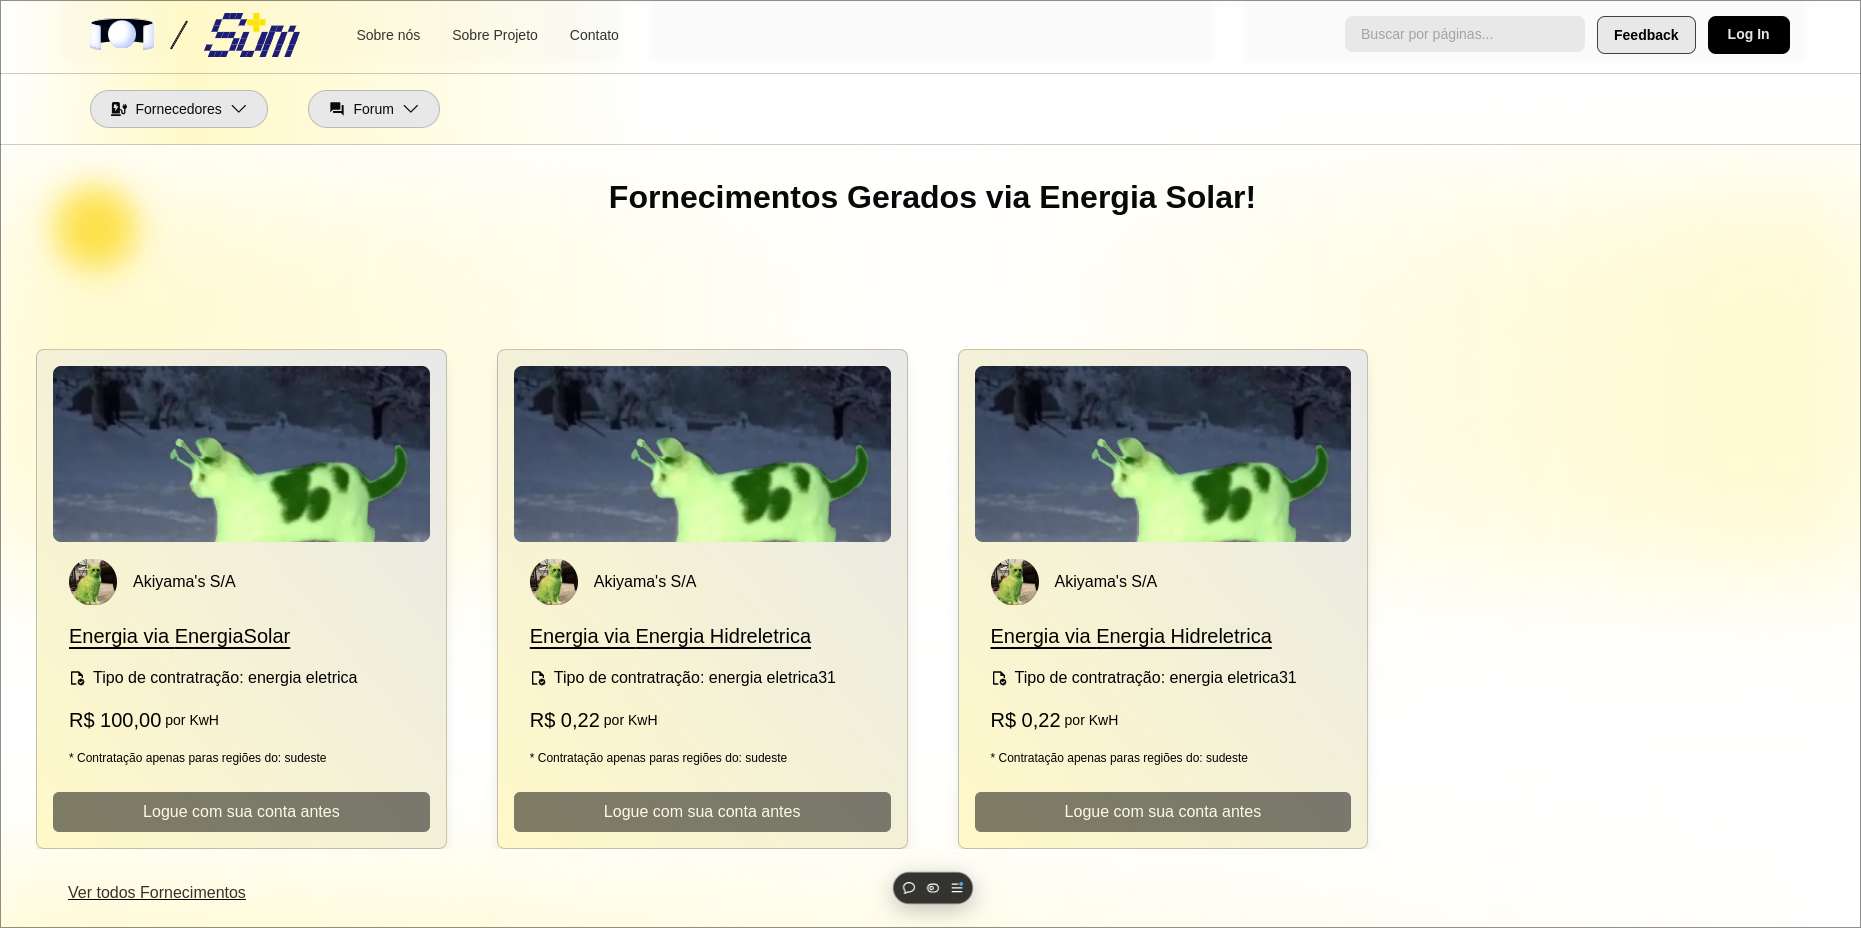 Sum
Sobre nós
Sobre Projeto
Contato
Buscar por páginas...
Feedback
Log In
Fornecedores
Forum
Fornecimentos Gerados via Energia Solar!
Akiyama's S/A
Energia via EnergiaSolar
Tipo de contratração: energia eletrica
R$ 100,00 por KwH
* Contratação apenas paras regiões do: sudeste
Logue com sua conta antes
Akiyama's S/A
Energia via Energia Hidreletrica
Tipo de contratração: energia eletrica31
R$ 0,22 por KwH
* Contratação apenas paras regiões do: sudeste
Logue com sua conta antes
Akiyama's S/A
Energia via Energia Hidreletrica
Tipo de contratração: energia eletrica31
R$ 0,22 por KwH
* Contratação apenas paras regiões do: sudeste
Logue com sua conta antes
Ver todos Fornecimentos